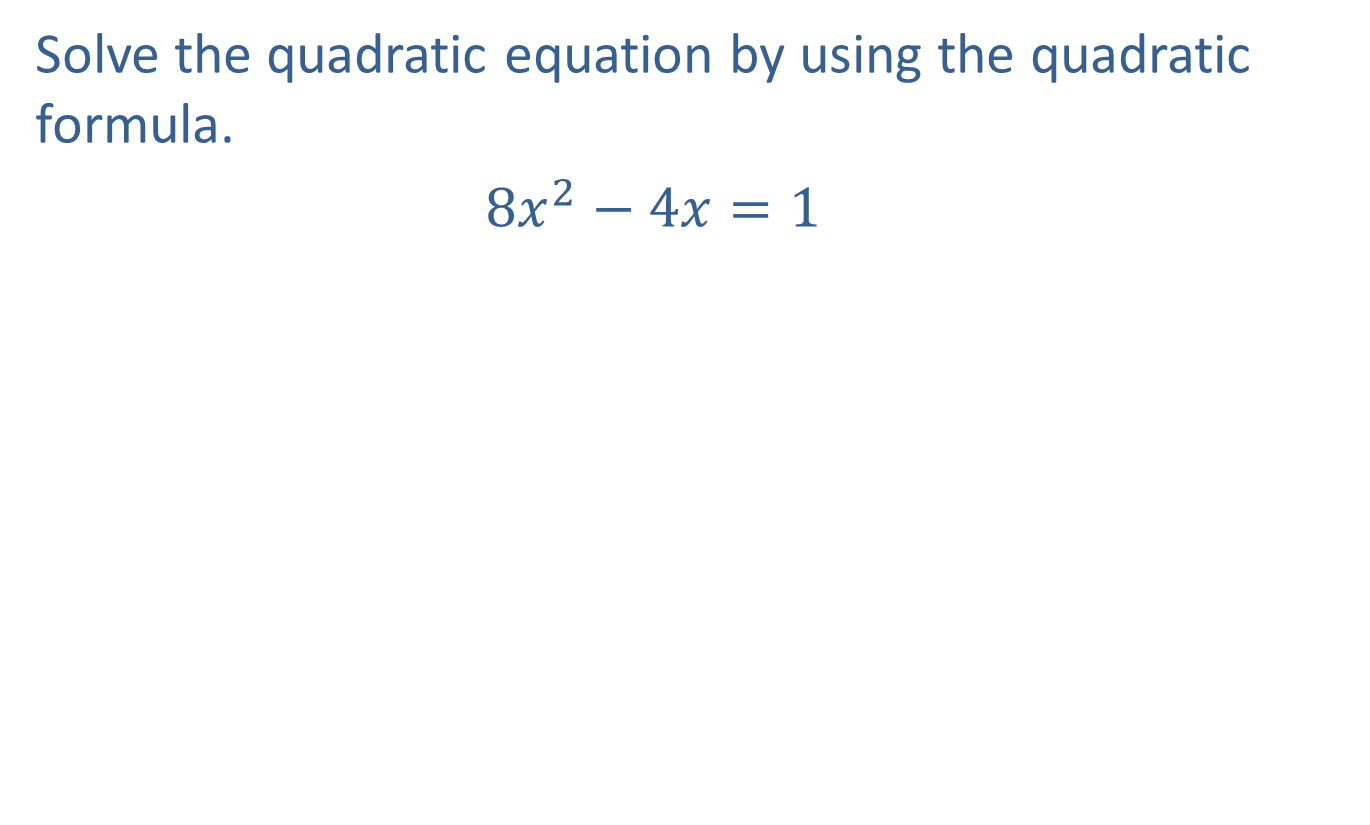 Solve the quadratic equation by using the quadratic
formula.
8x² − 4x = 1